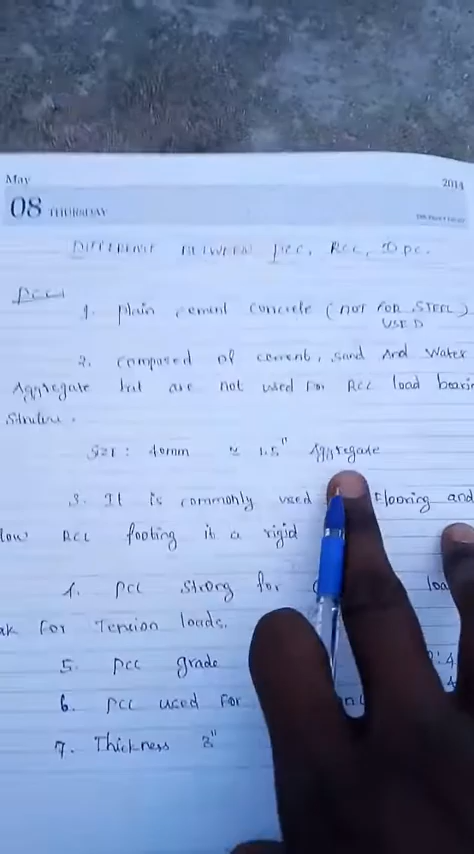 May 2014
08 THURSDAY
DIFFERENCE BETWEEN PCC, RCC, DPC.
PCC
1. plain cement concrete (NOT FOR STEEL)
USED
2. composed of cement, sand And Water
Aggregate but are not used For RCC load
Size: 40mm ≈ 1.5" Aggregate
3. It is commonly used Flooring and
RCC footing it a rigid
4. PCC strong for
For Tension loads.
5. pcc grade
6. pcc used for
7. Thickness 3"